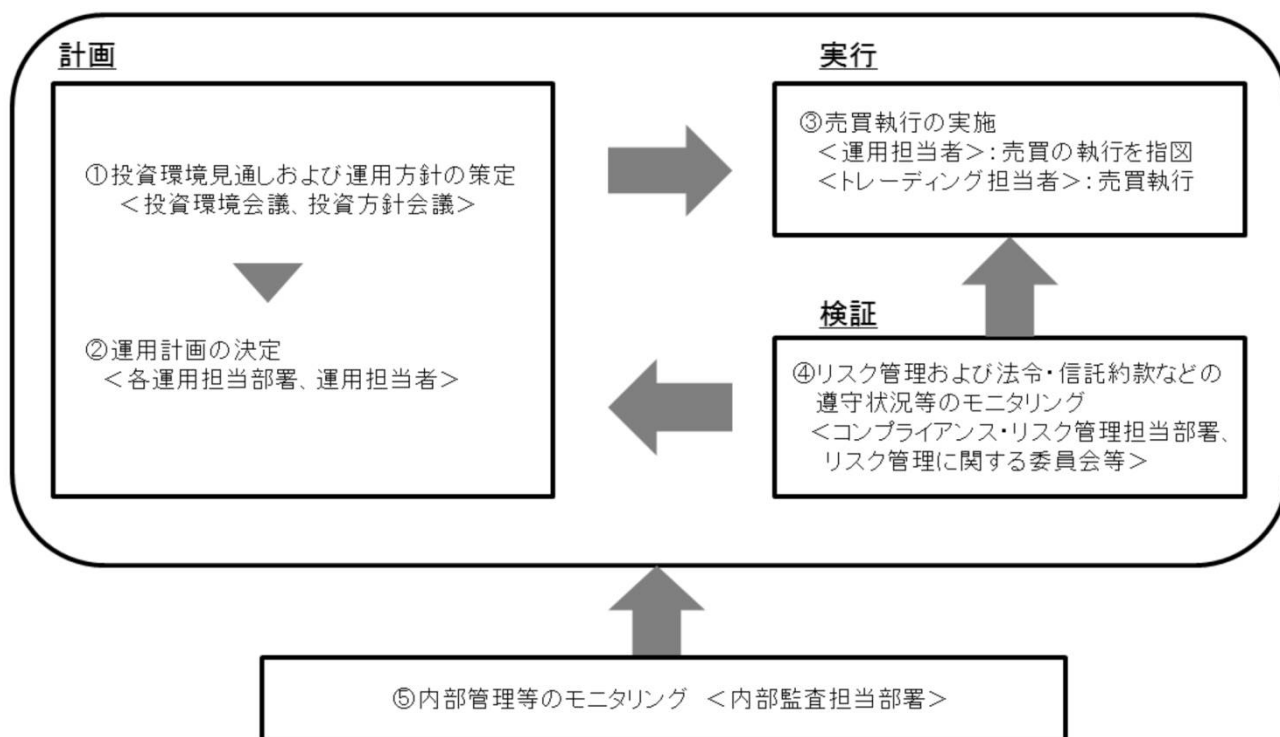 計画
①投資環境見通しおよび運用方針の策定
＜投資環境会議、投資方針会議＞
②運用計画の決定
＜各運用担当部署、運用担当者＞
実行
③売買執行の実施
＜運用担当者＞：売買の執行を指図
＜トレーディング担当者＞：売買執行
検証
④リスク管理および法令・信託約款などの
遵守状況等のモニタリング
＜コンプライアンス・リスク管理担当部署、
リスク管理に関する委員会等＞
⑤内部管理等のモニタリング ＜内部監査担当部署＞